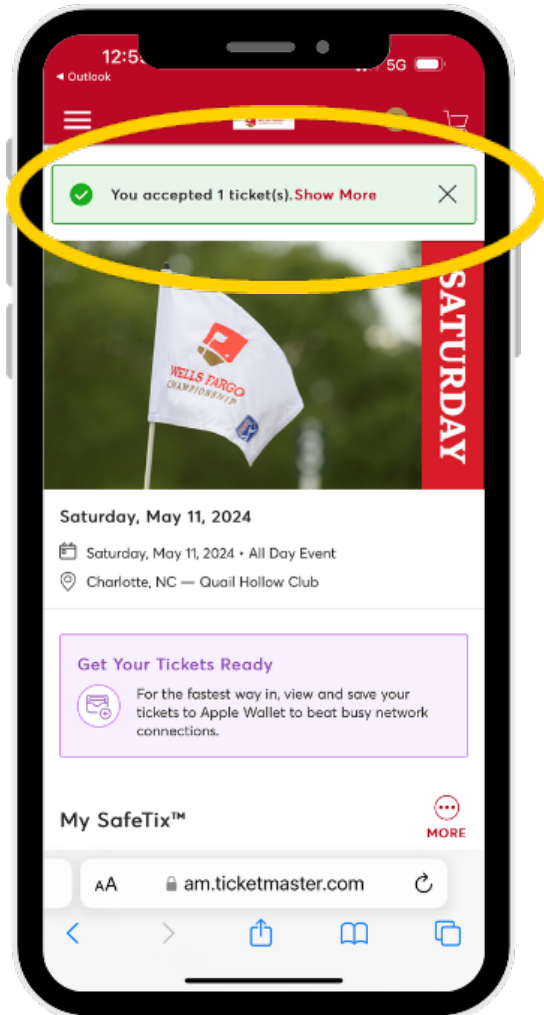 12:5
◄ Outlook
5G
You accepted 1 ticket(s). Show More
WELLS FARGO
CHAMPIONSHIP
SATURDAY
Saturday, May 11, 2024
Saturday, May 11, 2024 • All Day Event
Charlotte, NC — Quail Hollow Club
Get Your Tickets Ready
For the fastest way in, view and save your
tickets to Apple Wallet to beat busy network
connections.
My SafeTix™
MORE
AA am.ticketmaster.com